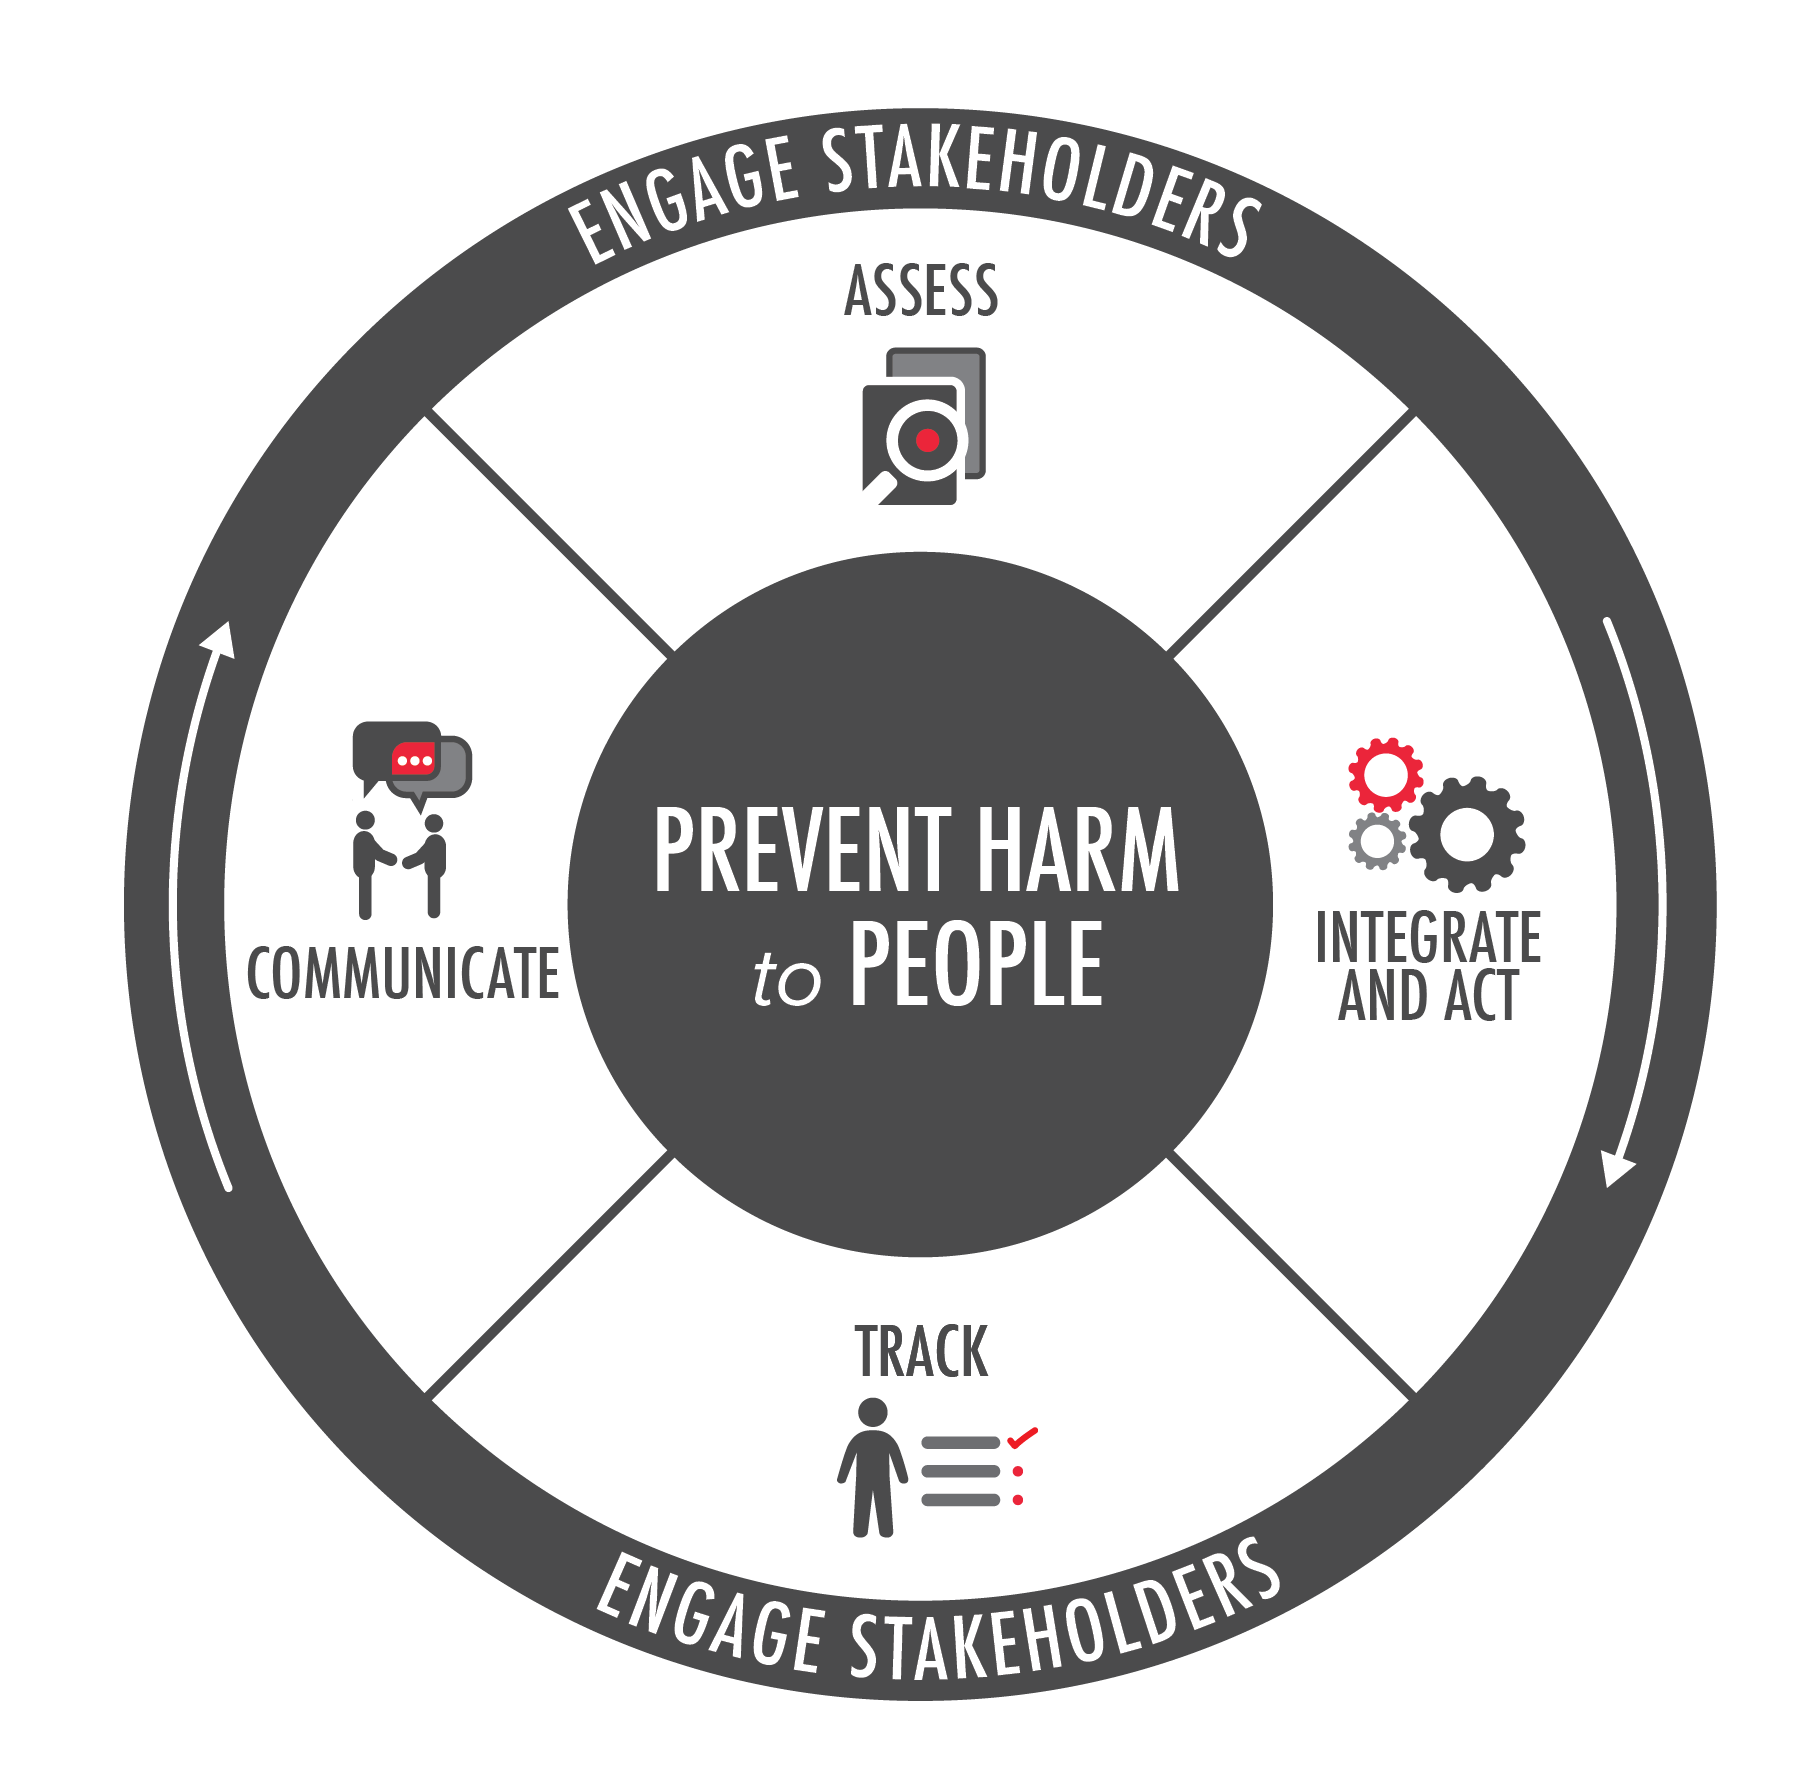 ENGAGE STAKEHOLDERS
ASSESS
COMMUNICATE
PREVENT HARM
to PEOPLE
INTEGRATE
AND ACT
TRACK
ENGAGE STAKEHOLDERS